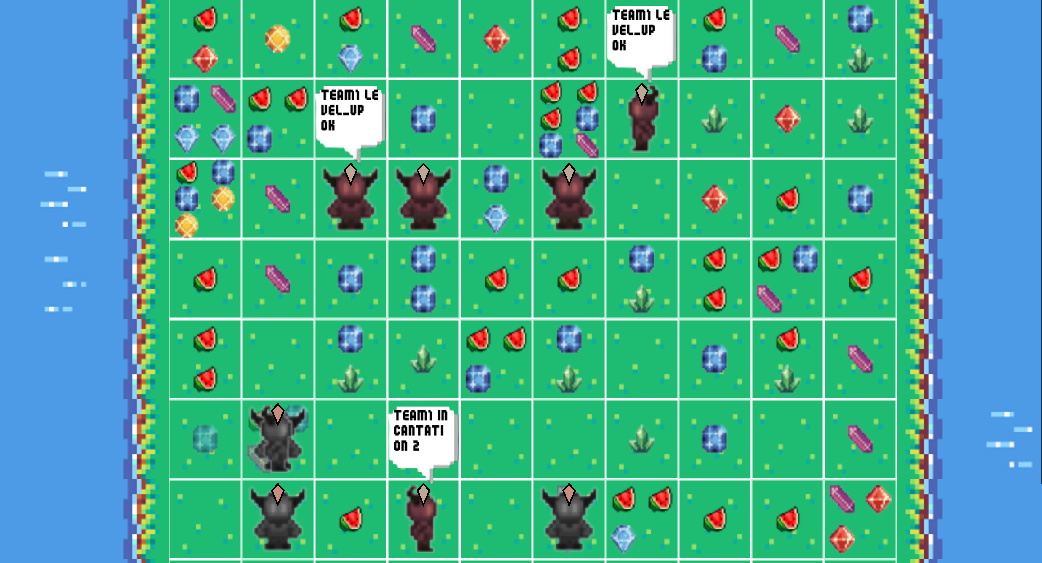 TEAM1 LE
VEL_UP
OK
TEAM1 LE
VEL_UP
OK
TEAM1 IN
CANTATI
ON 2